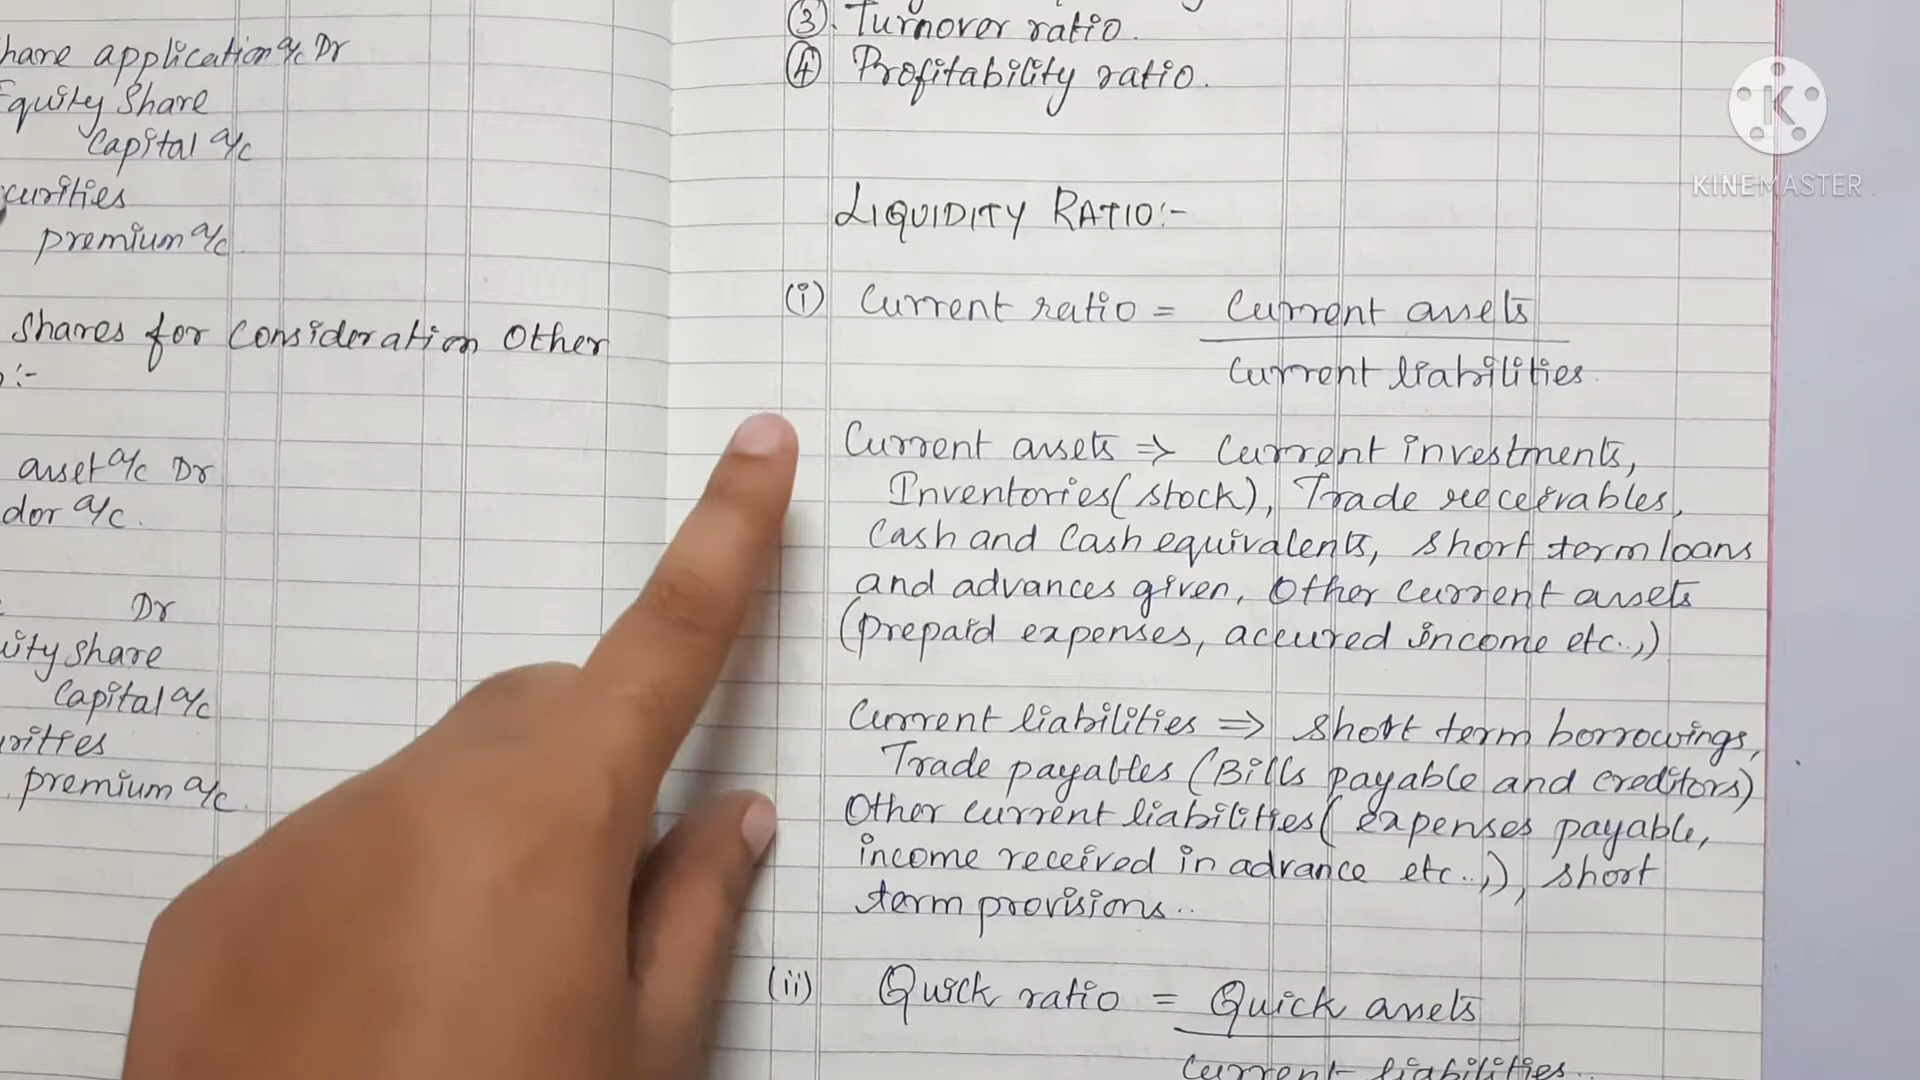 hare application a/c Dr
Equity Share
Capital a/c
curities
premium a/c
Shares for Consideration Other
:-
asset a/c Dr
dor a/c.
Dr
uity share
Capital a/c
urities
premium a/c.
③. Turnover ratio.
④ Profitability ratio.
LIQUIDITY RATIO:-
(i) Current ratio = Current assets
Current liabilities.
Current assets ⇒ Current investments,
Inventories (stock), Trade receivables,
Cash and Cash equivalents, short term loans
and advances given, Other current assets
(prepaid expenses, accured income etc..,)
Current liabilities ⇒ short term borrowings,
Trade payables (Bills payable and creditors)
Other current liabilities ( expenses payable,
income received in advance etc..,), short
term provisions..
(ii) Quick ratio = Quick assets
Current liabilities..
KINEMASTER